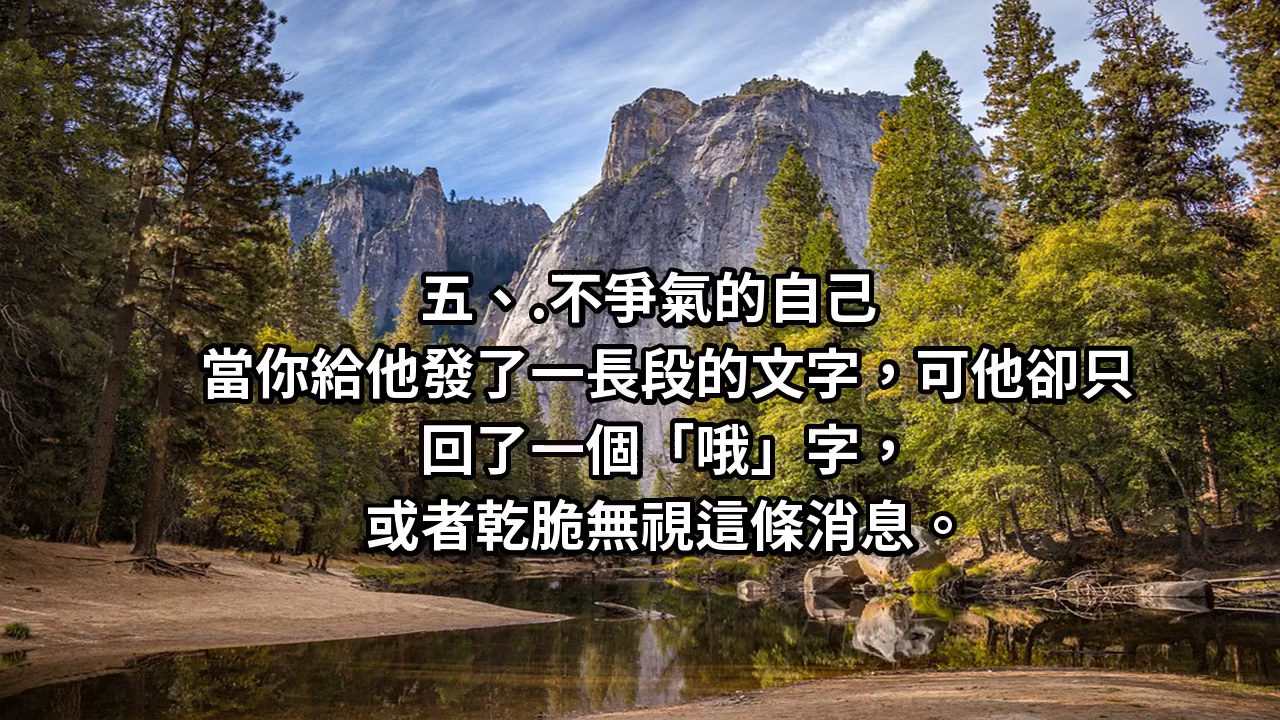 五、.不爭氣的自己
當你給他發了一長段的文字，可他卻只
回了一個「哦」字，
或者乾脆無視這條消息。